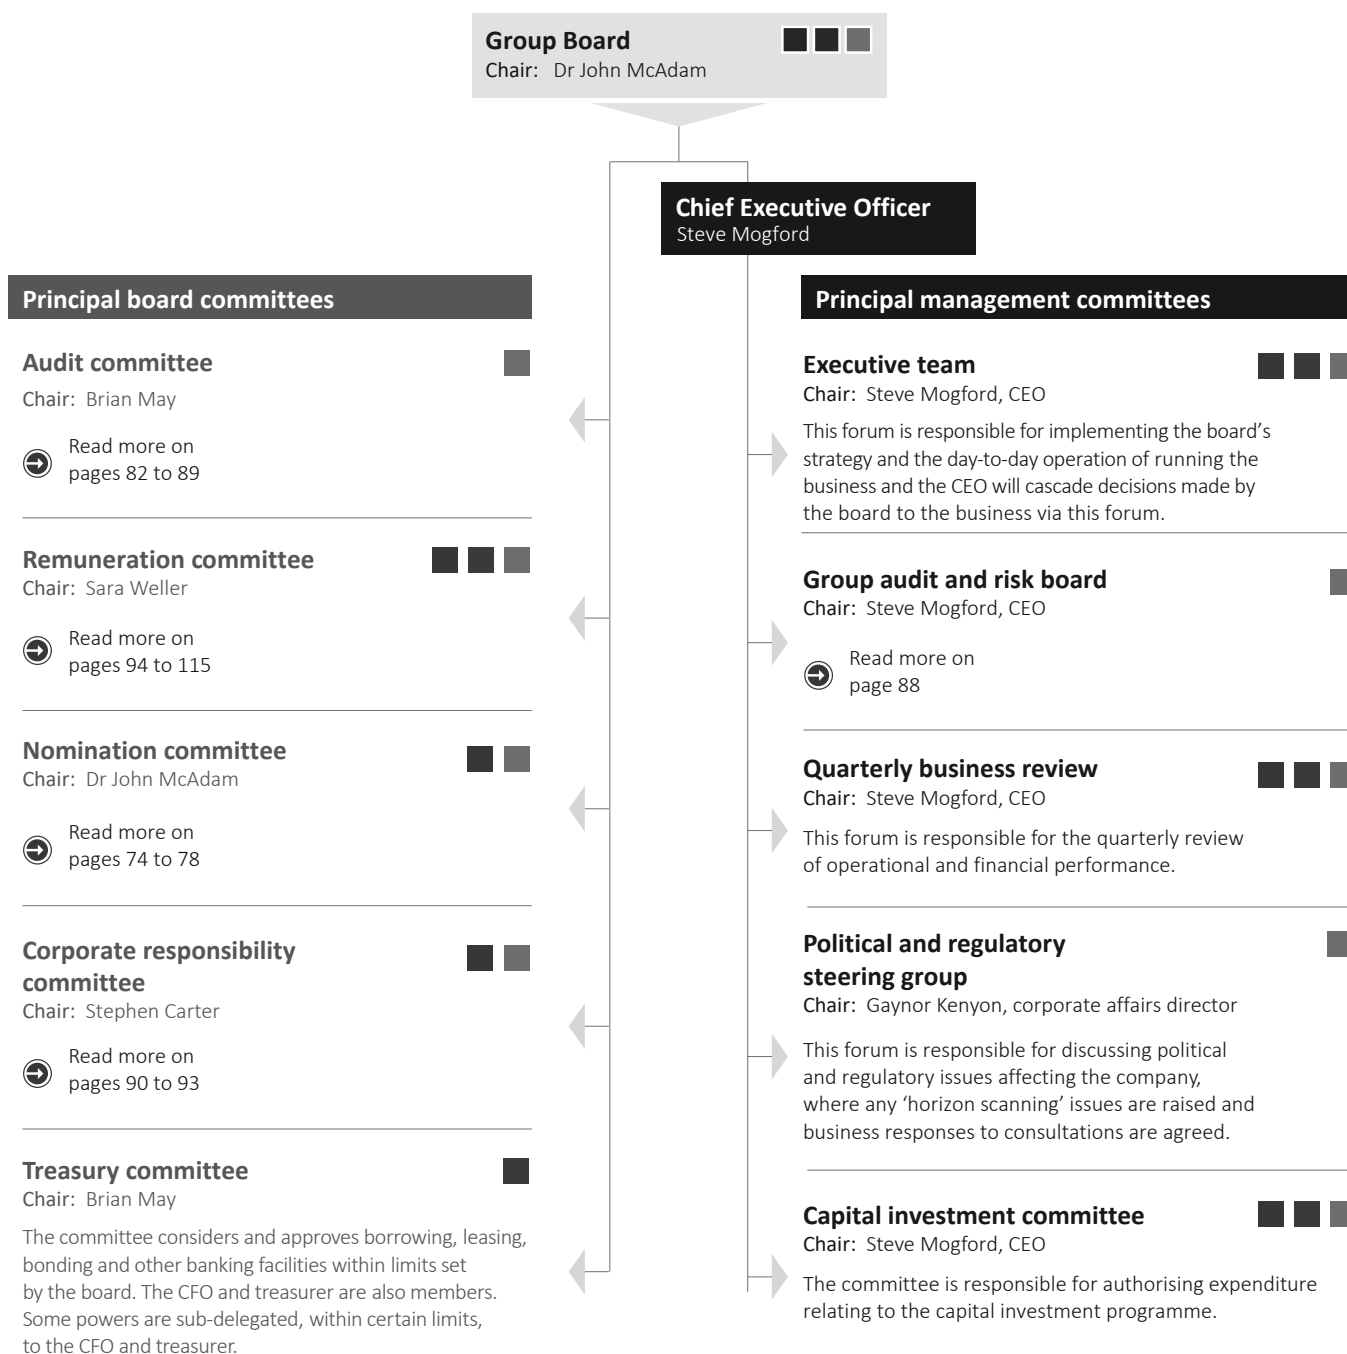 Group Board
Chair: Dr John McAdam
Chief Executive Officer
Steve Mogford
Principal board committees
Audit committee
Chair: Brian May
Read more on
pages 82 to 89
Remuneration committee
Chair: Sara Weller
Read more on
pages 94 to 115
Nomination committee
Chair: Dr John McAdam
Read more on
pages 74 to 78
Corporate responsibility
committee
Chair: Stephen Carter
Read more on
pages 90 to 93
Treasury committee
Chair: Brian May
The committee considers and approves borrowing, leasing,
bonding and other banking facilities within limits set
by the board. The CFO and treasurer are also members.
Some powers are sub-delegated, within certain limits,
to the CFO and treasurer.
Principal management committees
Executive team
Chair: Steve Mogford, CEO
This forum is responsible for implementing the board’s
strategy and the day-to-day operation of running the
business and the CEO will cascade decisions made by
the board to the business via this forum.
Group audit and risk board
Chair: Steve Mogford, CEO
Read more on
page 88
Quarterly business review
Chair: Steve Mogford, CEO
This forum is responsible for the quarterly review
of operational and financial performance.
Political and regulatory
steering group
Chair: Gaynor Kenyon, corporate affairs director
This forum is responsible for discussing political
and regulatory issues affecting the company,
where any ‘horizon scanning’ issues are raised and
business responses to consultations are agreed.
Capital investment committee
Chair: Steve Mogford, CEO
The committee is responsible for authorising expenditure
relating to the capital investment programme.